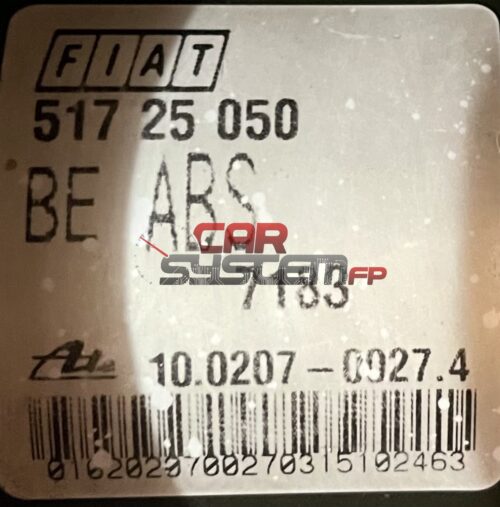 FIAT
517 25 050
BE ABS
CAR
SYSTEM FP
7183
Ate 10.0207-0027.4
0162020700270315102463